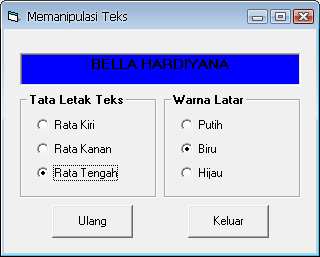 Memanipulasi Teks
BELLA HARDIYANA
Tata Letak Teks
Rata Kiri
Rata Kanan
Rata Tengah
Warna Latar
Putih
Biru
Hijau
Ulang
Keluar